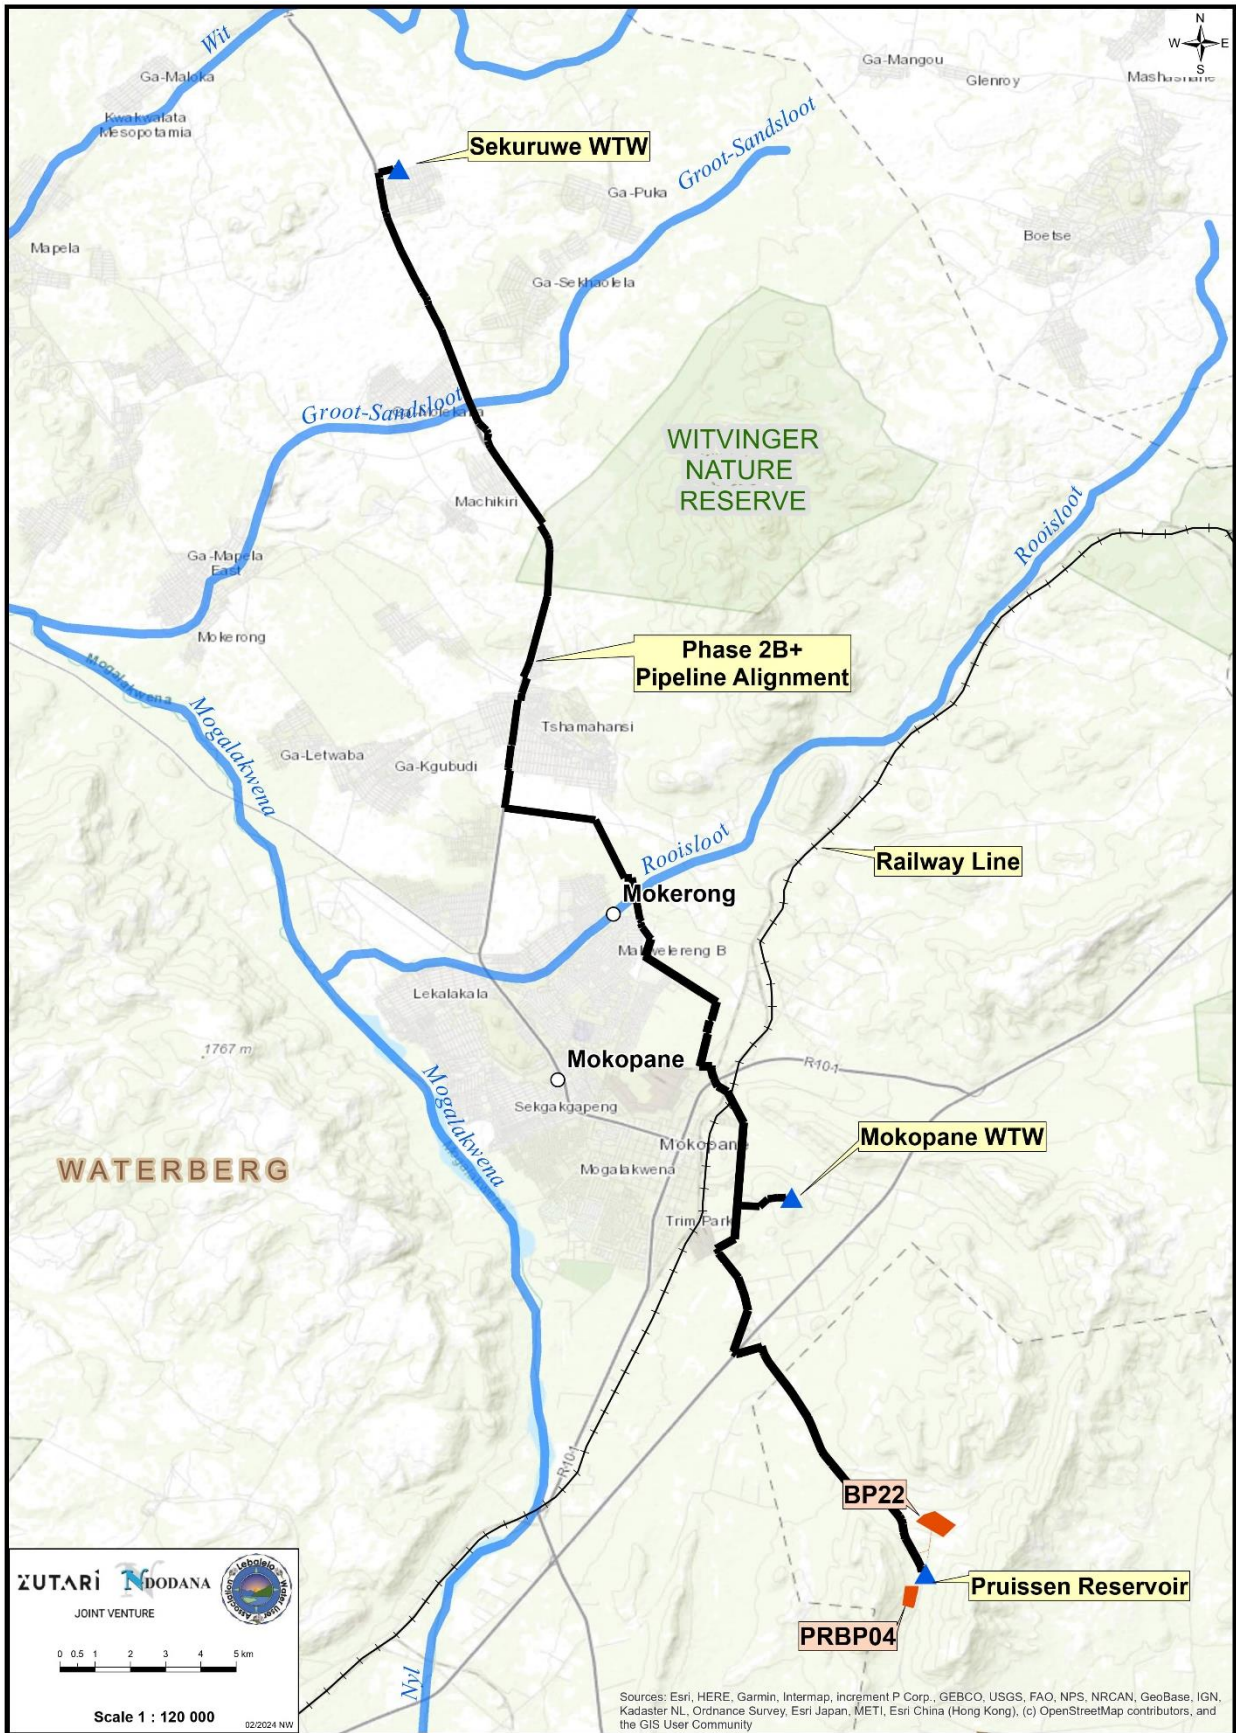 N
W E
S
Wit
Ga-Maloka
Ga-Mangou
Glenroy
Kwakwalata
Mesopotamia
Sekuruwe WTW
Groot-Sandsloot
Ga-Puka
Mapela
Boetse
Ga-Sekhaolela
Groot-Sandsloot
WITVINGER
NATURE
RESERVE
Machikiri
Rooisloot
Ga-Mapela
East
Mokerong
Phase 2B+
Pipeline Alignment
Mogalakwena
Mogalakwena
Tshamahansi
Ga-Letwaba
Ga-Kgubudi
Rooisloot
Railway Line
Mokerong
Lekalakala
1767 m
Mokopane
R101
Mogalakwena
Sekgakgapeng
Mokopane WTW
Mokopane
WATERBERG
Mogalakwena
Trim Park
R101
BP22
Pruissen Reservoir
PRBP04
Nyl
ZUTARI NDODANA
JOINT VENTURE
Lebalelo Water User Association
0 0.5 1 2 3 4 5 km
Scale 1 : 120 000
02/2024 NW
Sources: Esri, HERE, Garmin, Intermap, increment P Corp., GEBCO, USGS, FAO, NPS, NRCAN, GeoBase, IGN,
Kadaster NL, Ordnance Survey, Esri Japan, METI, Esri China (Hong Kong), (c) OpenStreetMap contributors, and
the GIS User Community